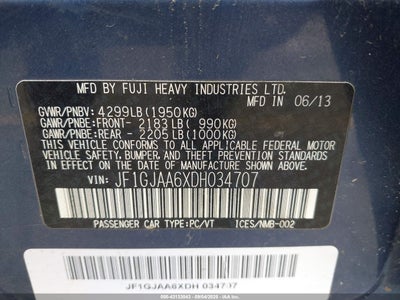 MFD. BY FUJI HEAVY INDUSTRIES LTD.
MFD IN 06/13
GVWR/PNBV: 4299LB(1950KG)
GAWR/PNBE:FRONT- 2183LB ( 990KG)
GAWR/PNBE:REAR - 2205LB(1000KG)
THIS VEHICLE CONFORMS TO ALL APPLICABLE FEDERAL MOTOR
VEHICLE SAFETY, BUMPER, AND THEFT PREVENTION STANDARDS
IN EFFECT ON THE DATE OF MANUFACTURE SHOWN ABOVE.
VIN: JF1GJAA6XDH034707
PASSENGER CAR TYPE:PC/VT ICES/NMB-002
JF1GJAA6XDH 034707